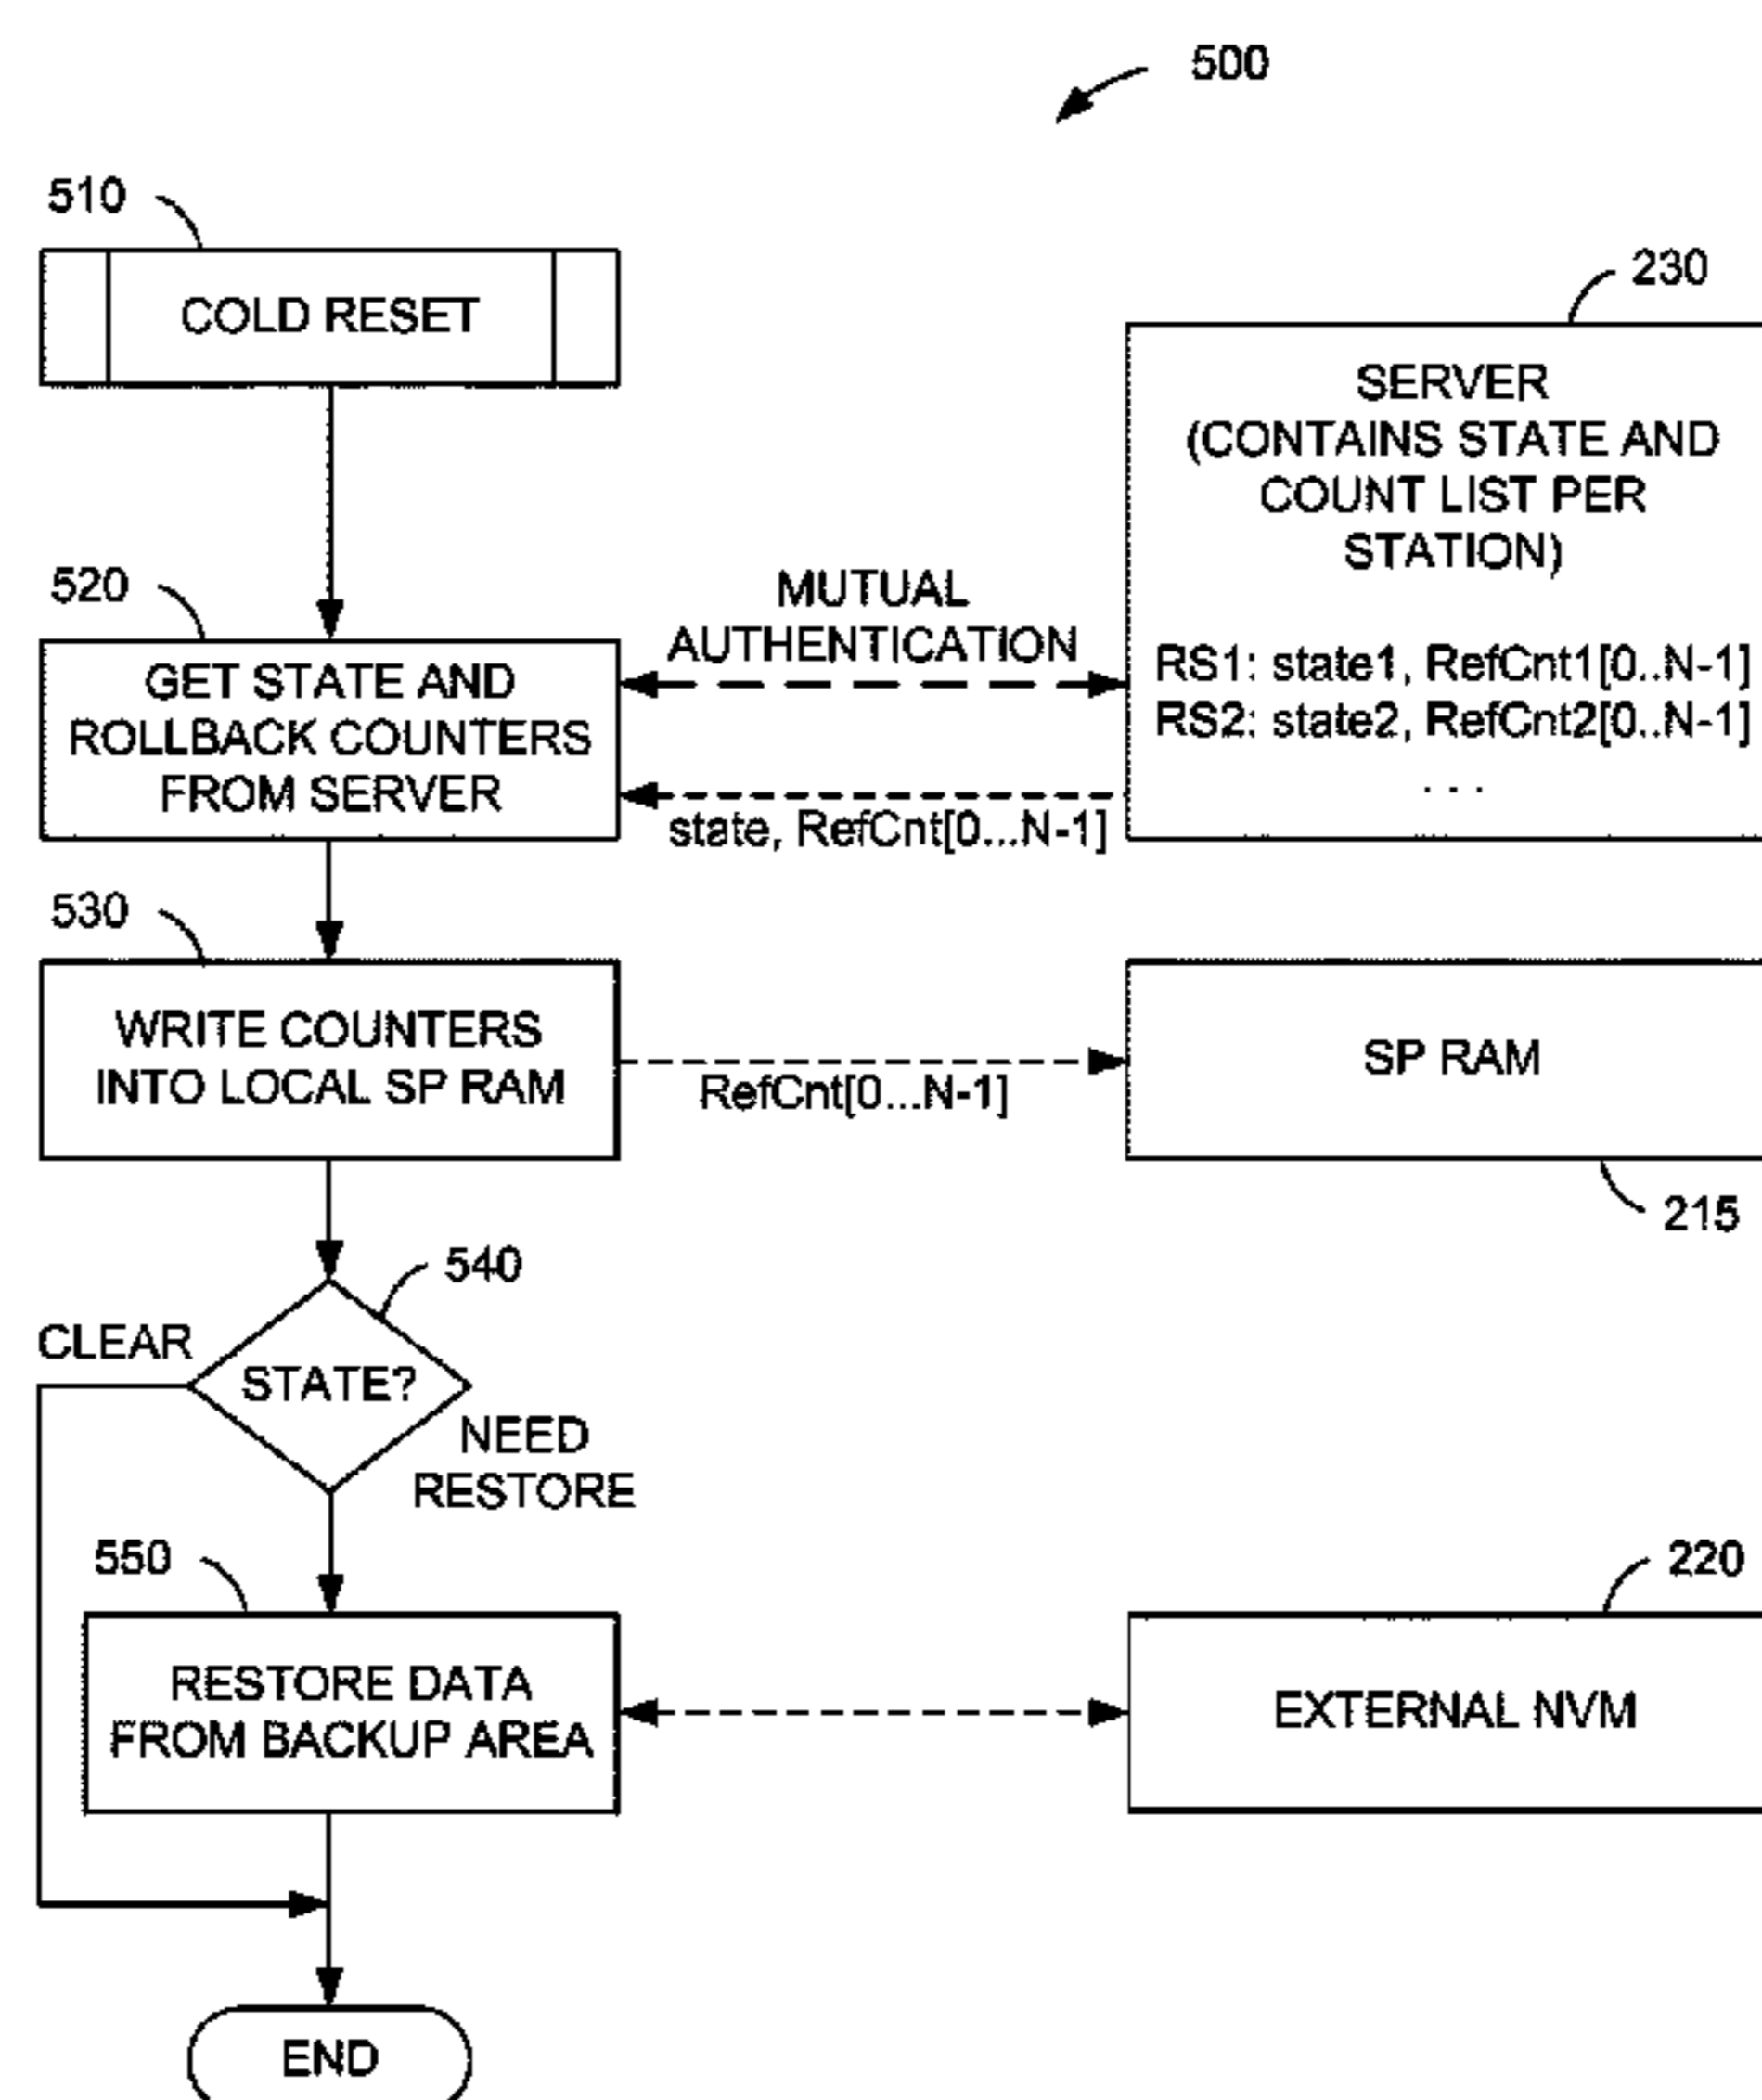 500
510
COLD RESET
230
SERVER
(CONTAINS STATE AND
COUNT LIST PER
STATION)
RS1: state1, RefCnt1[0..N-1]
RS2: state2, RefCnt2[0..N-1]
. . .
520
GET STATE AND
ROLLBACK COUNTERS
FROM SERVER
MUTUAL
AUTHENTICATION
state, RefCnt[0...N-1]
530
WRITE COUNTERS
INTO LOCAL SP RAM
RefCnt[0...N-1]
SP RAM
215
540
CLEAR
STATE?
NEED
RESTORE
550
RESTORE DATA
FROM BACKUP AREA
220
EXTERNAL NVM
END